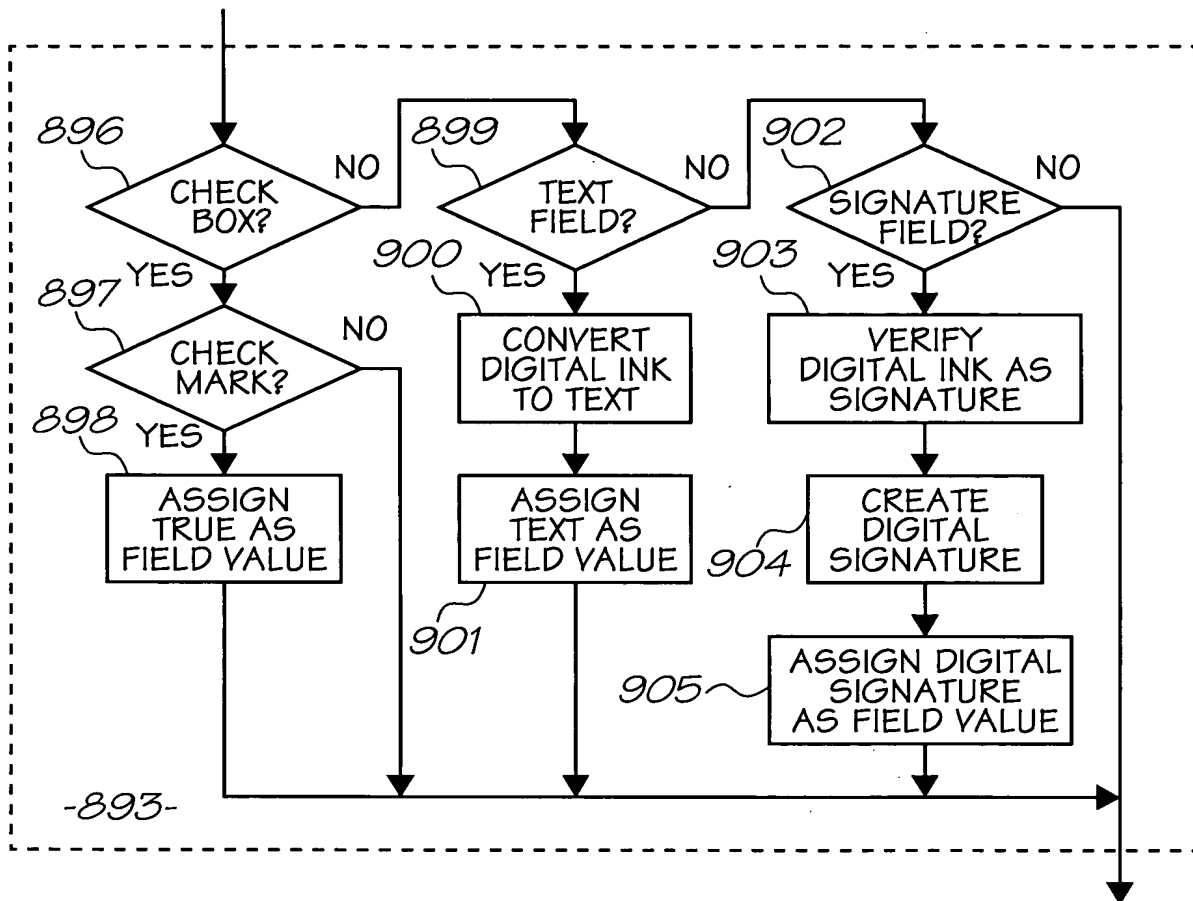 896
CHECK
BOX?
NO
YES
897
CHECK
MARK?
NO
YES
898
ASSIGN
TRUE AS
FIELD VALUE
899
TEXT
FIELD?
NO
YES
900
CONVERT
DIGITAL INK
TO TEXT
ASSIGN
TEXT AS
FIELD VALUE
901
902
SIGNATURE
FIELD?
NO
YES
903
VERIFY
DIGITAL INK AS
SIGNATURE
CREATE
DIGITAL
SIGNATURE
904
ASSIGN DIGITAL
SIGNATURE
AS FIELD VALUE
905
-893-